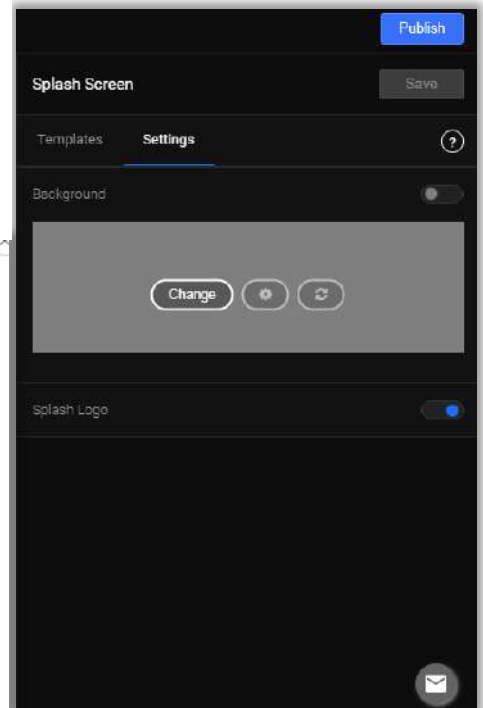 Publish
Splash Screen
Save
Templates Settings ?
Background
Change
Splash Logo